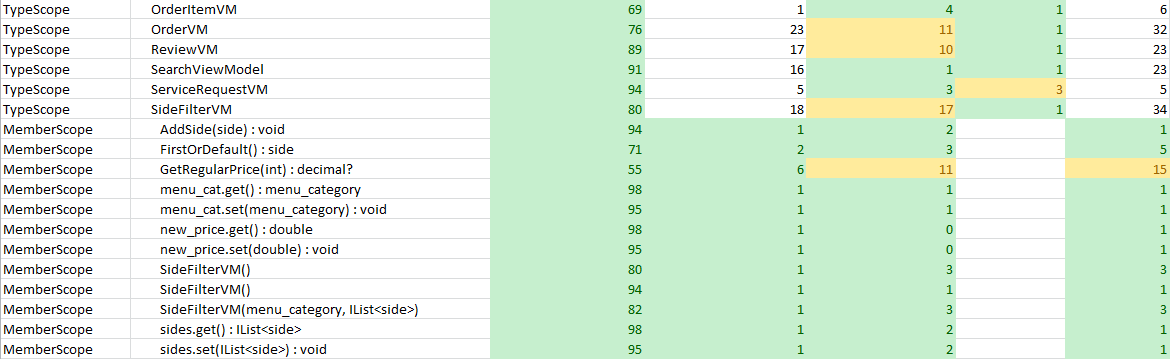 TypeScope OrderItemVM 69 1 4 1 6
TypeScope OrderVM 76 23 11 1 32
TypeScope ReviewVM 89 17 10 1 23
TypeScope SearchViewModel 91 16 1 1 23
TypeScope ServiceRequestVM 94 5 3 3 5
TypeScope SideFilterVM 80 18 17 1 34
MemberScope AddSide(side) : void 94 1 2 1
MemberScope FirstOrDefault() : side 71 2 3 5
MemberScope GetRegularPrice(int) : decimal? 55 6 11 15
MemberScope menu_cat.get() : menu_category 98 1 1 1
MemberScope menu_cat.set(menu_category) : void 95 1 1 1
MemberScope new_price.get() : double 98 1 0 1
MemberScope new_price.set(double) : void 95 1 0 1
MemberScope SideFilterVM() 80 1 3 3
MemberScope SideFilterVM() 94 1 1 1
MemberScope SideFilterVM(menu_category, IList<side>) 82 1 3 3
MemberScope sides.get() : IList<side> 98 1 2 1
MemberScope sides.set(IList<side>) : void 95 1 2 1